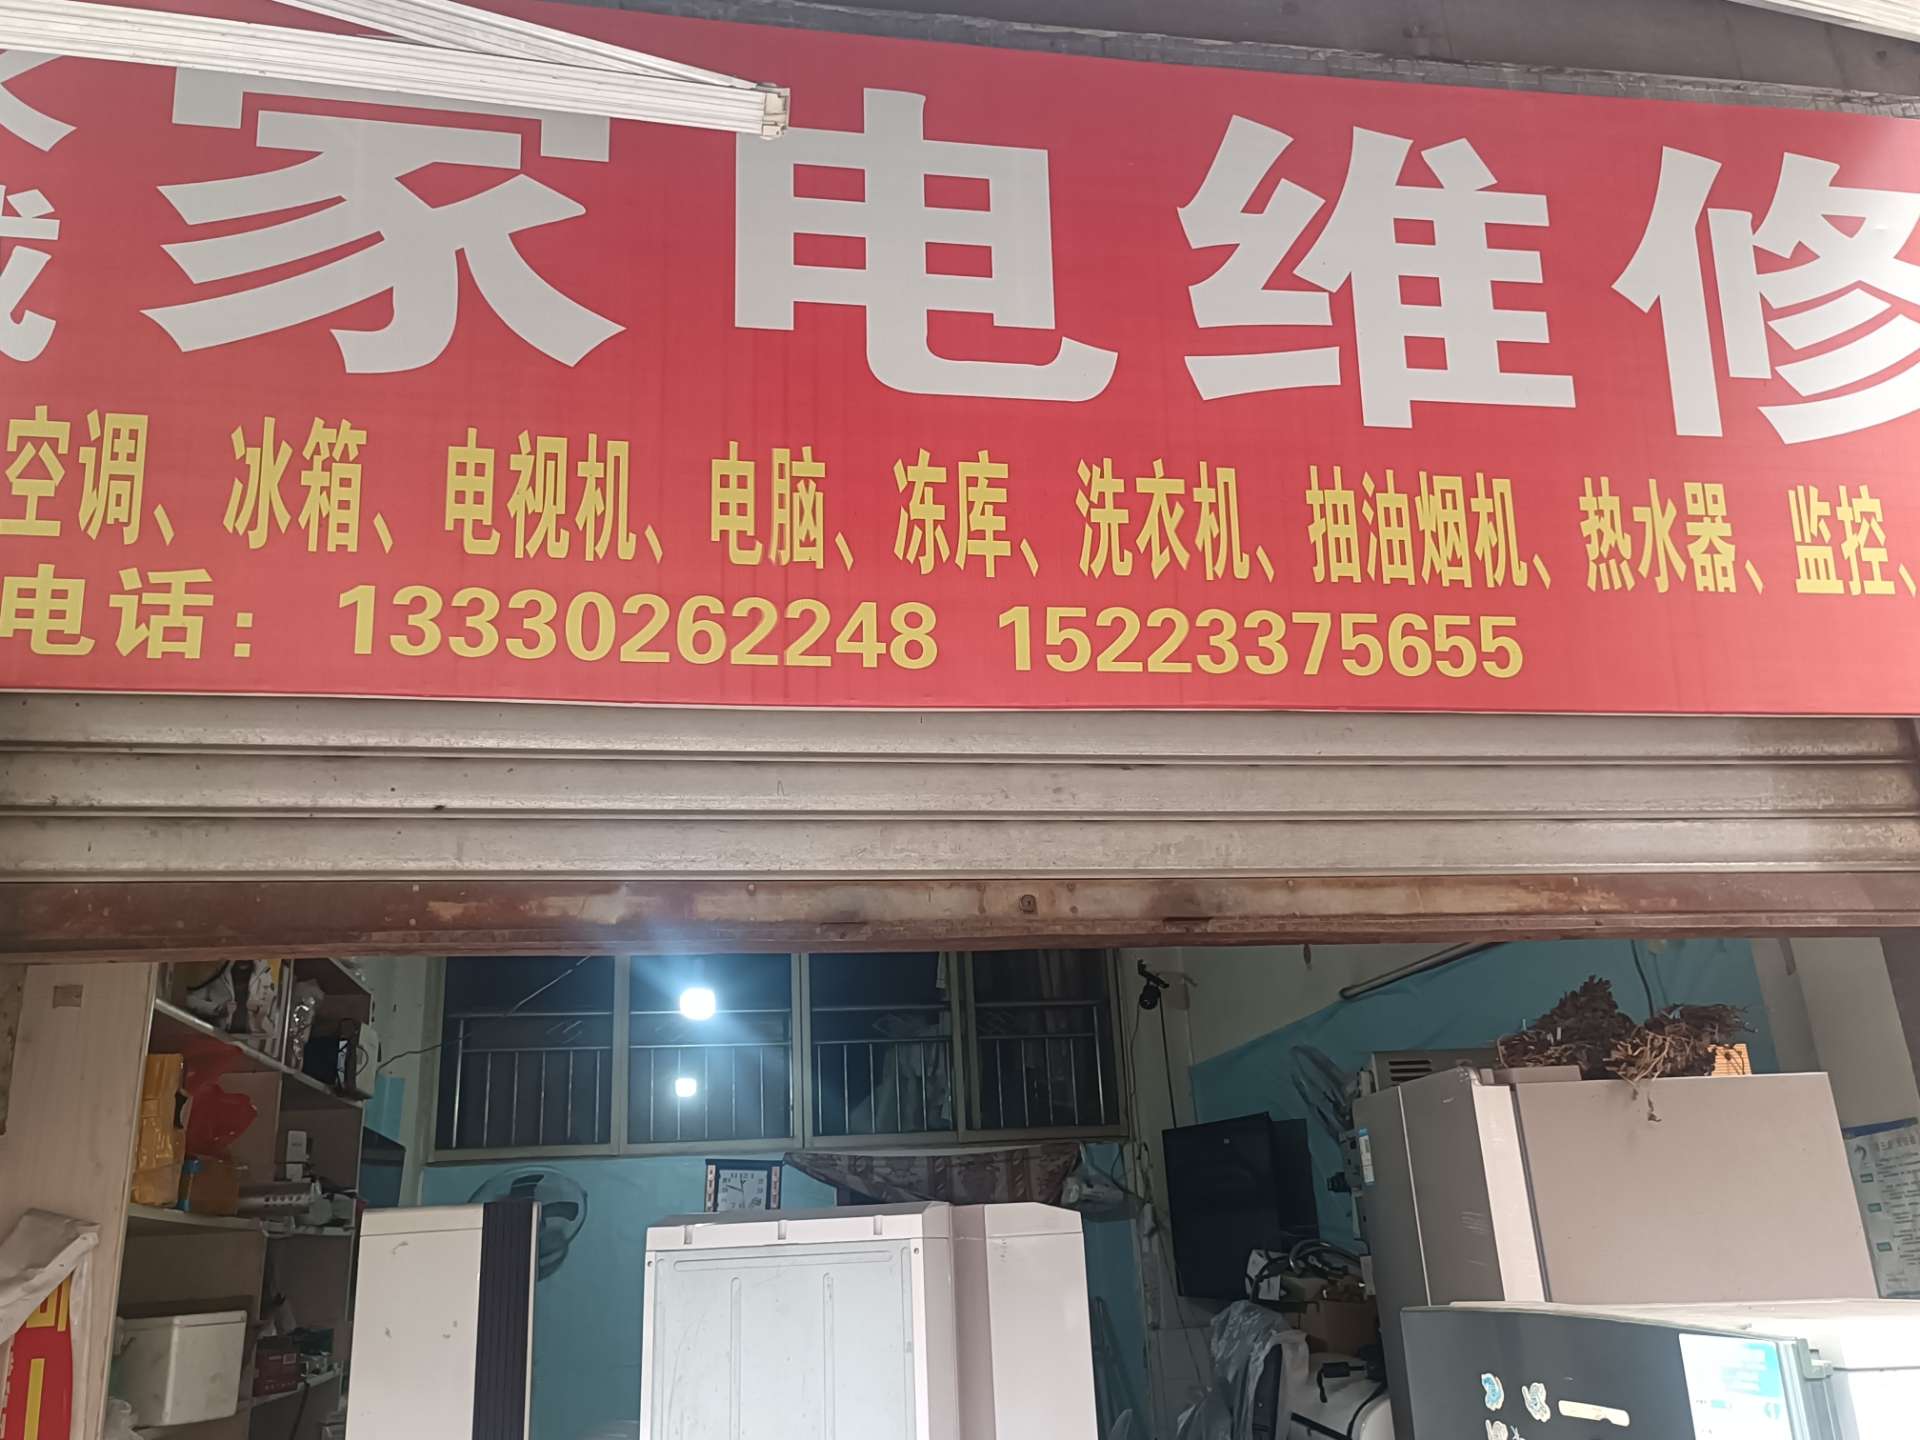 家电维修
空调、冰箱、电视机、电脑、冻库、洗衣机、抽油烟机、热水器、监控、
电话：13330262248 15223375655